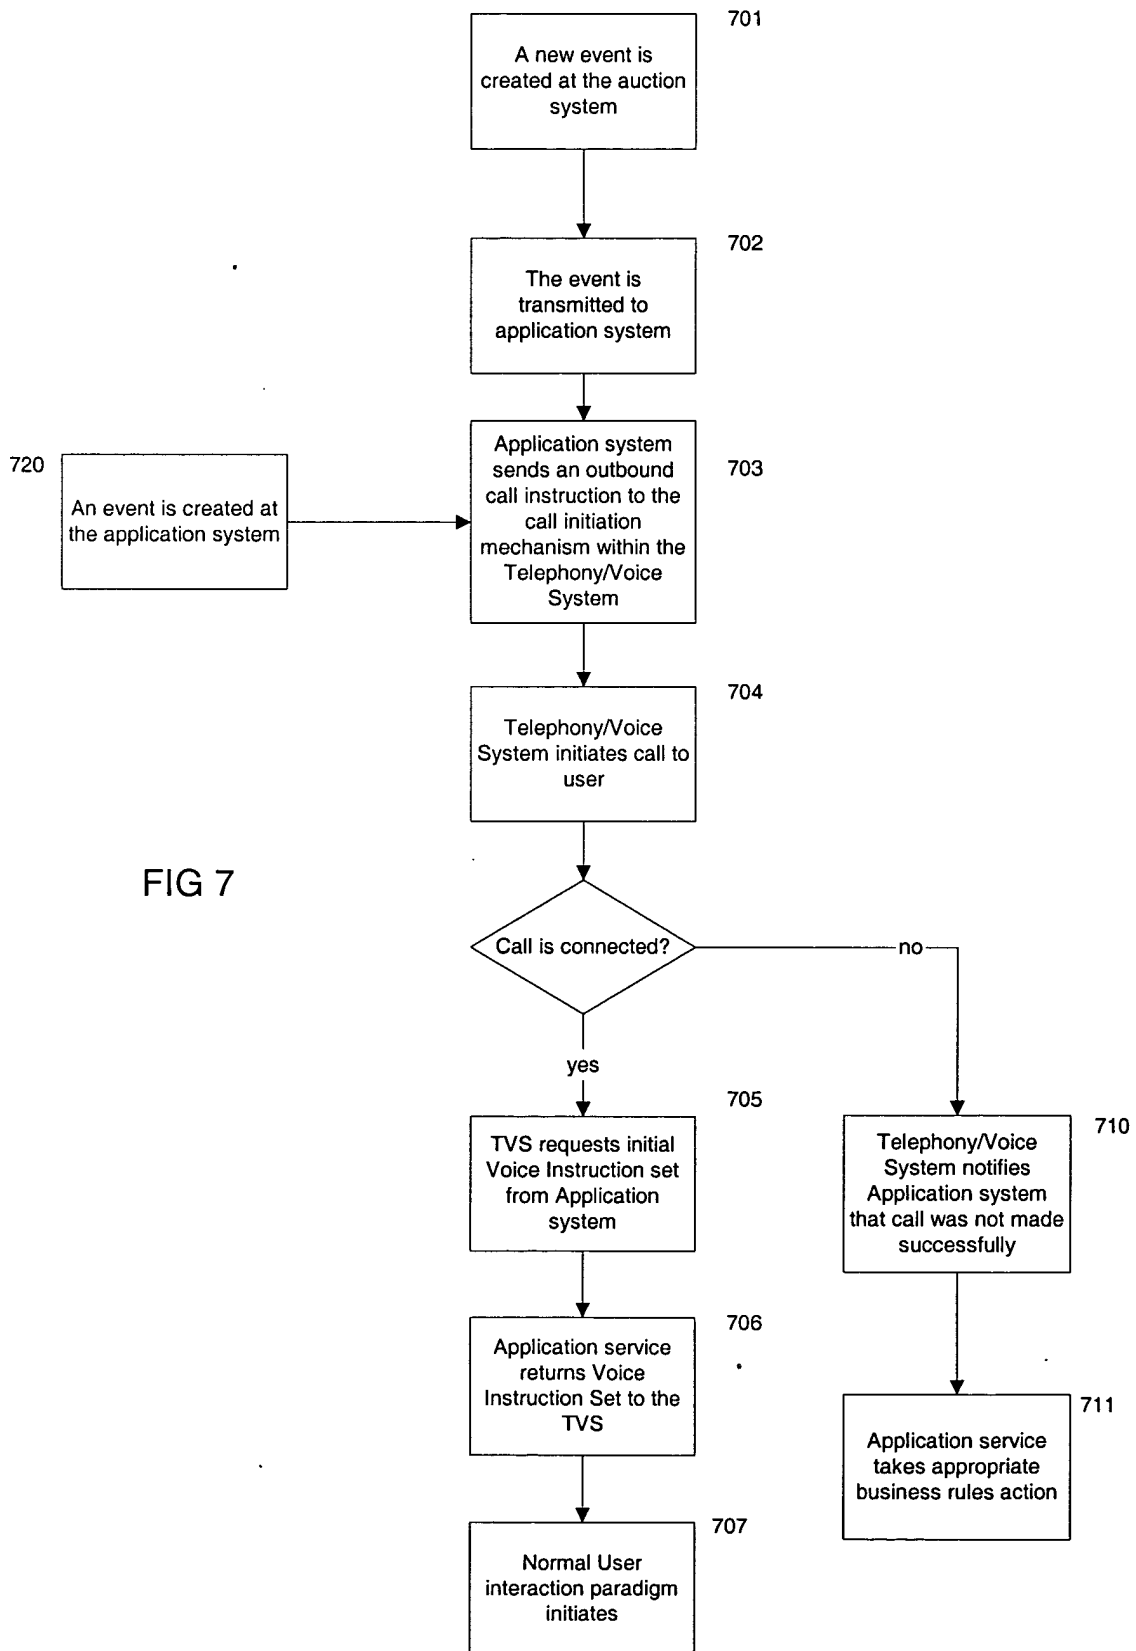 701
A new event is
created at the auction
system
702
The event is
transmitted to
application system
720
An event is created at
the application system
703
Application system
sends an outbound
call instruction to the
call initiation
mechanism within the
Telephony/Voice
System
704
Telephony/Voice
System initiates call to
user
FIG 7
Call is connected?
no
yes
705
TVS requests initial
Voice Instruction set
from Application
system
710
Telephony/Voice
System notifies
Application system
that call was not made
successfully
706
Application service
returns Voice
Instruction Set to the
TVS
711
Application service
takes appropriate
business rules action
707
Normal User
interaction paradigm
initiates